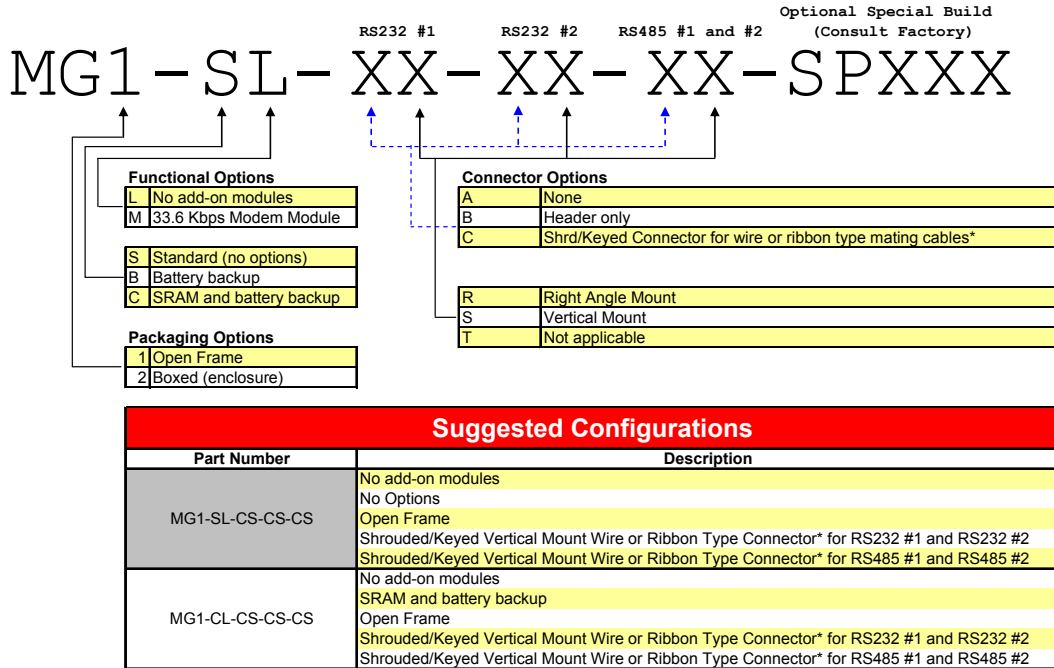 Optional Special Build
RS232 #1 RS232 #2 RS485 #1 and #2 (Consult Factory)
MG1-SL-XX-XX-XX-SPXXX
Functional Options
L No add-on modules
M 33.6 Kbps Modem Module
S Standard (no options)
B Battery backup
C SRAM and battery backup
Packaging Options
1 Open Frame
2 Boxed (enclosure)
Connector Options
A None
B Header only
C Shrd/Keyed Connector for wire or ribbon type mating cables*
R Right Angle Mount
S Vertical Mount
T Not applicable
Suggested Configurations
Part Number Description
MG1-SL-CS-CS-CS
No add-on modules
No Options
Open Frame
Shrouded/Keyed Vertical Mount Wire or Ribbon Type Connector* for RS232 #1 and RS232 #2
Shrouded/Keyed Vertical Mount Wire or Ribbon Type Connector* for RS485 #1 and RS485 #2
MG1-CL-CS-CS-CS
No add-on modules
SRAM and battery backup
Open Frame
Shrouded/Keyed Vertical Mount Wire or Ribbon Type Connector* for RS232 #1 and RS232 #2
Shrouded/Keyed Vertical Mount Wire or Ribbon Type Connector* for RS485 #1 and RS485 #2